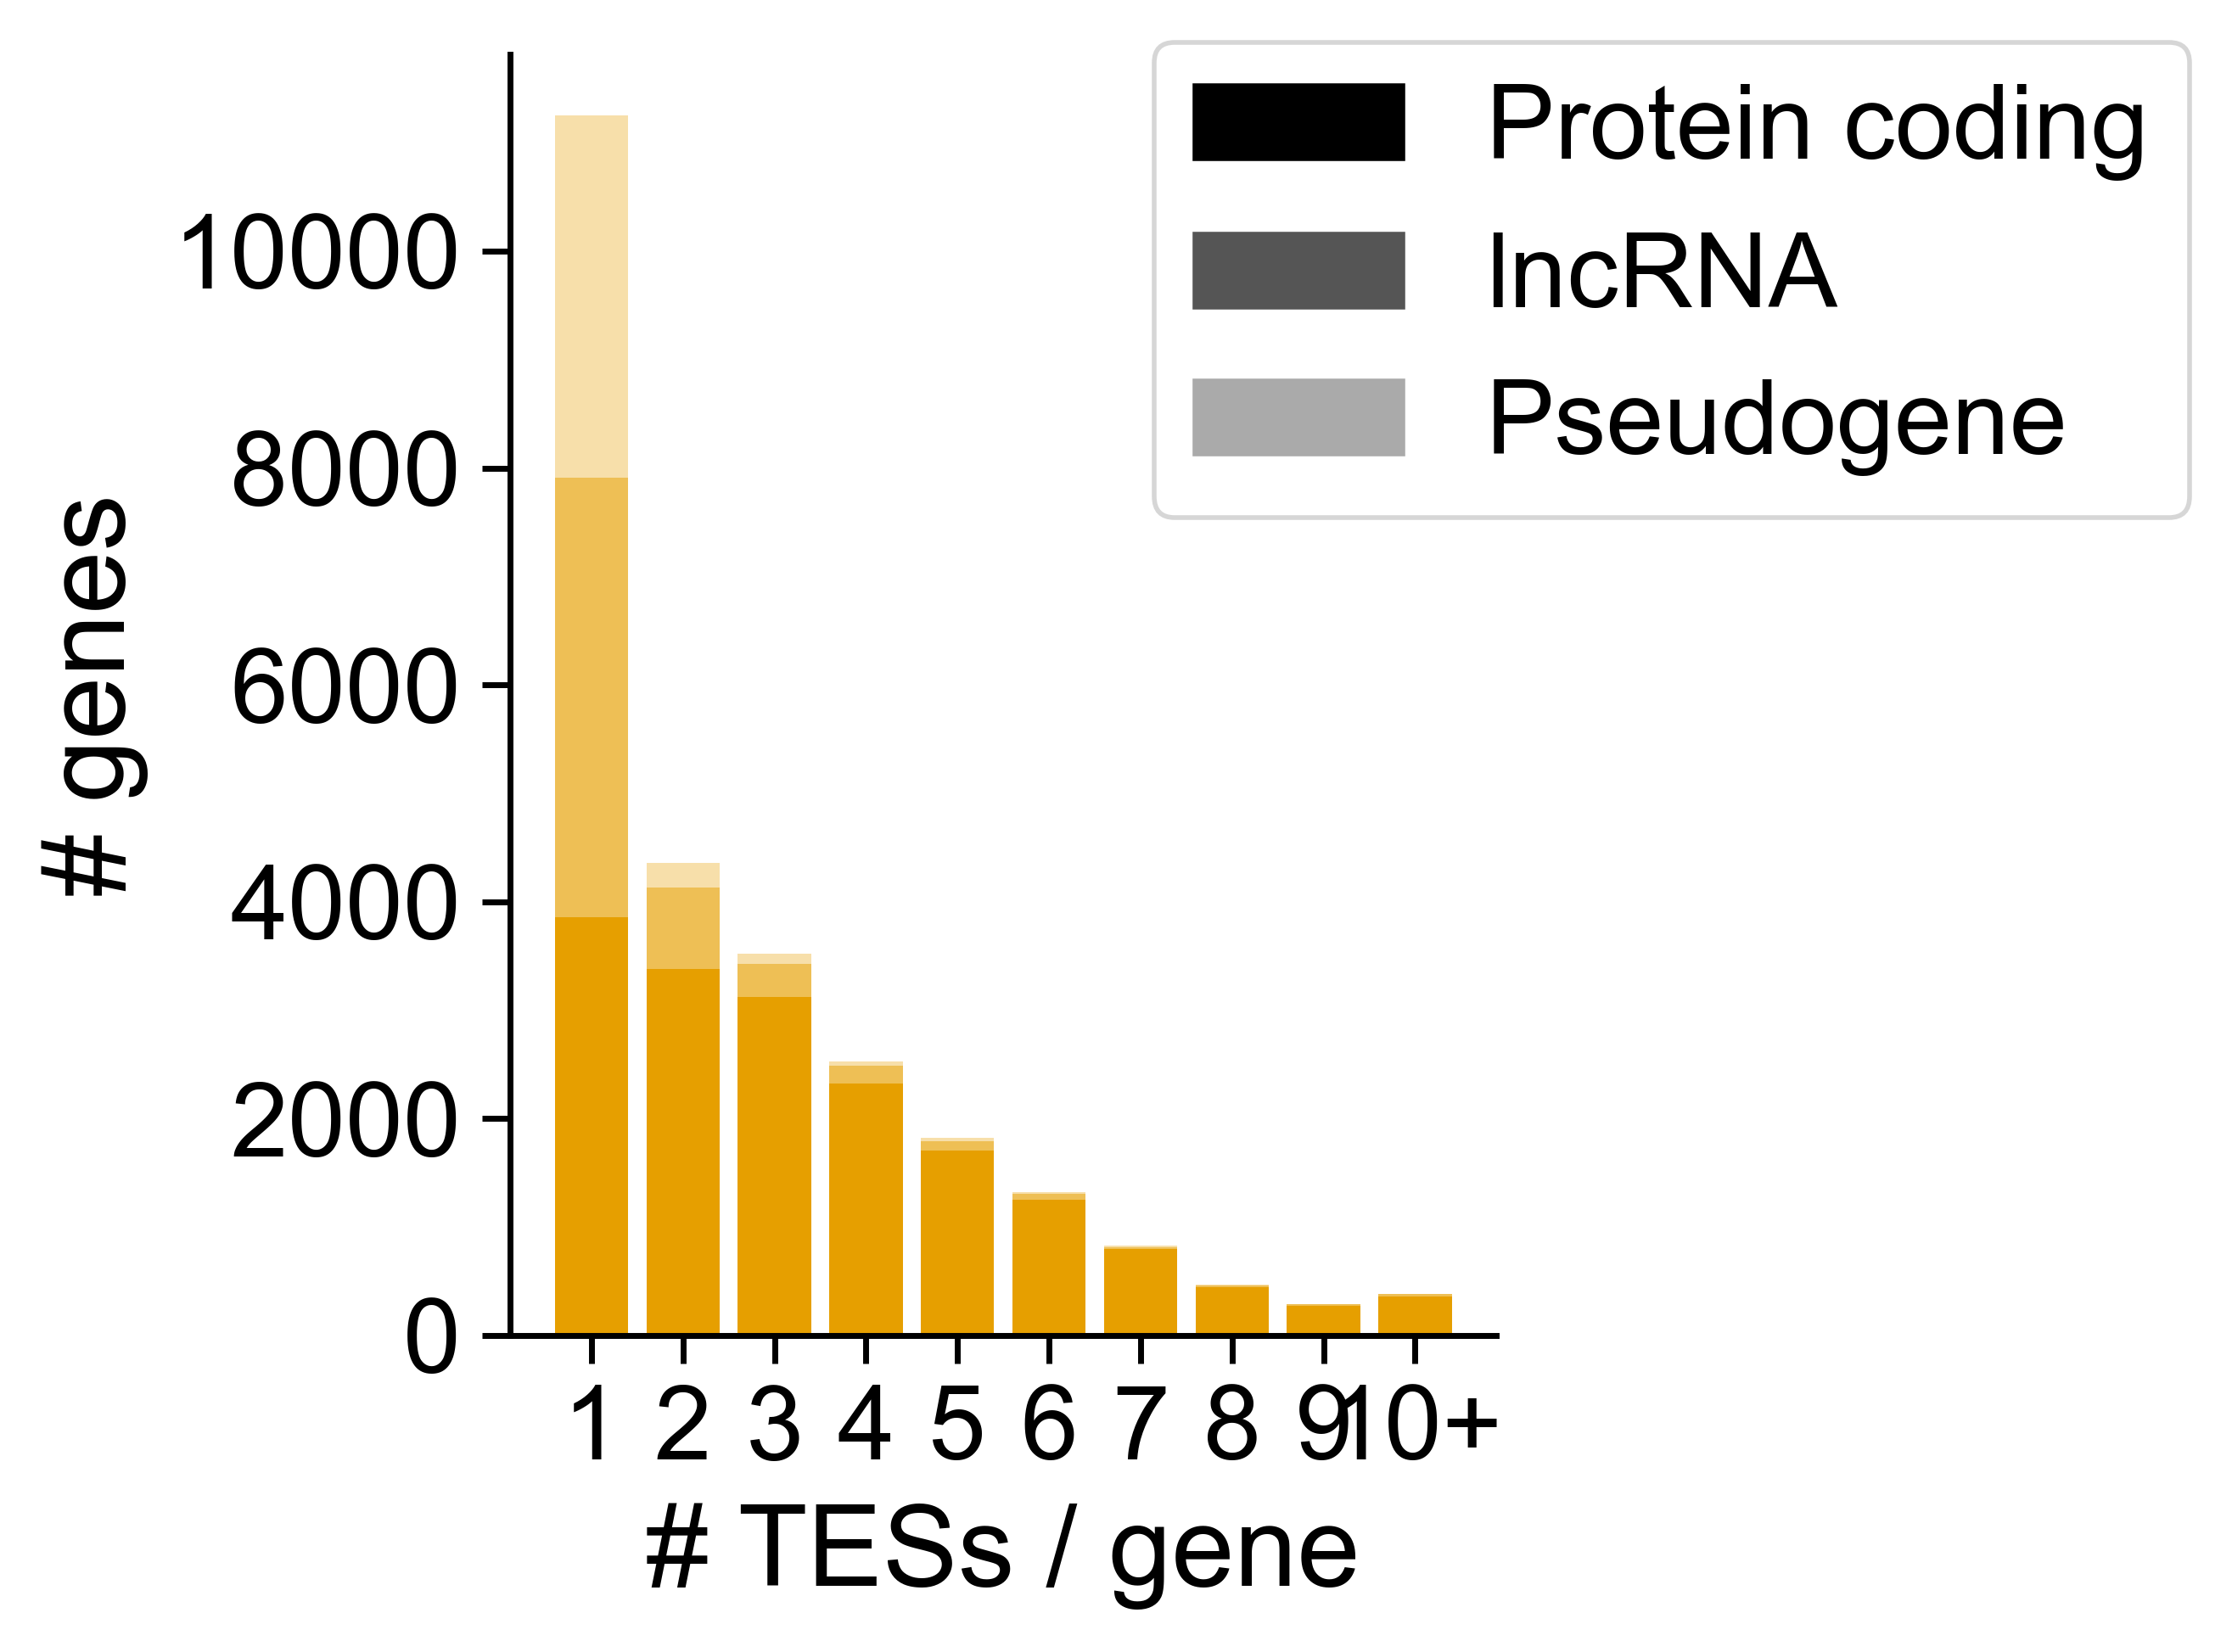 Protein coding
lncRNA
Pseudogene
# genes
10000
8000
6000
4000
2000
0
1 2 3 4 5 6 7 8 9 10+
# TESs / gene